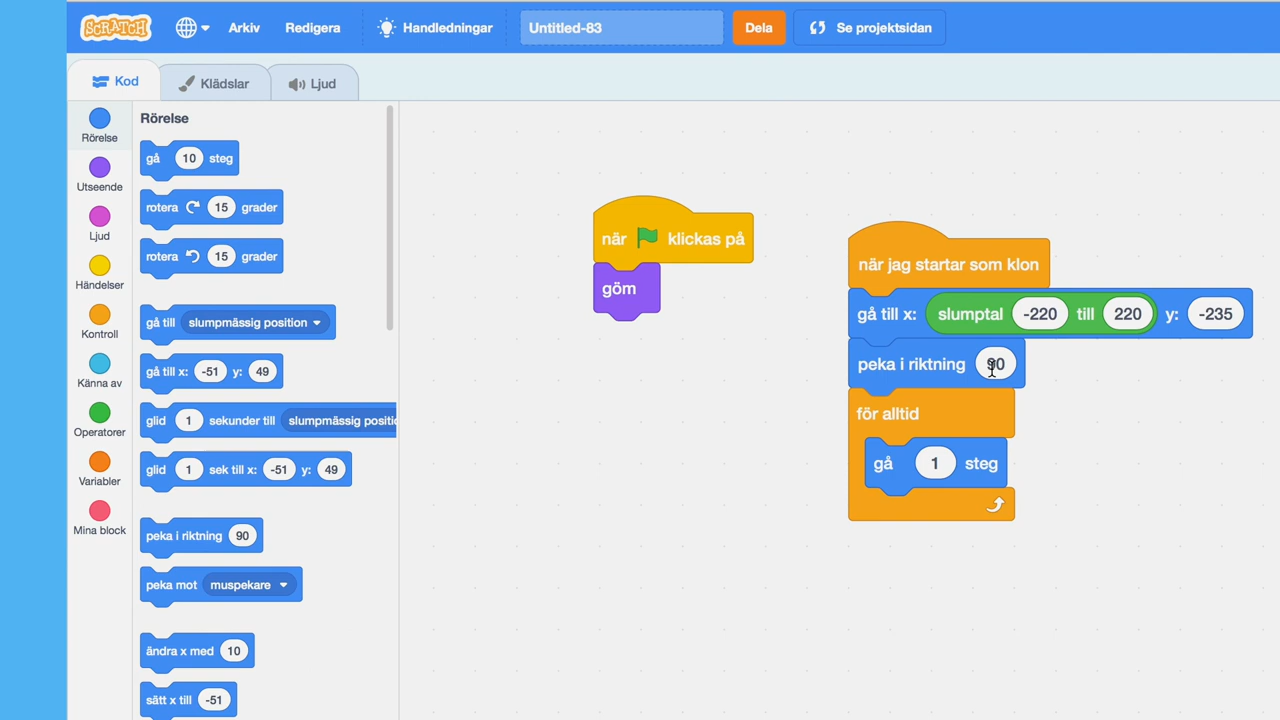 SCRATCH Arkiv Redigera Handledningar Untitled-83 Dela Se projektsidan
Kod Klädslar Ljud
Rörelse
Utseende
Ljud
Händelser
Kontroll
Känna av
Operatorer
Variabler
Mina block
Rörelse
gå 10 steg
rotera 15 grader
rotera 15 grader
gå till slumpmässig position
gå till x: -51 y: 49
glid 1 sekunder till slumpmässig positi
glid 1 sek till x: -51 y: 49
peka i riktning 90
peka mot muspekare
ändra x med 10
sätt x till -51
när klickas på
göm
när jag startar som klon
gå till x: slumptal -220 till 220 y: -235
peka i riktning 90
för alltid
gå 1 steg